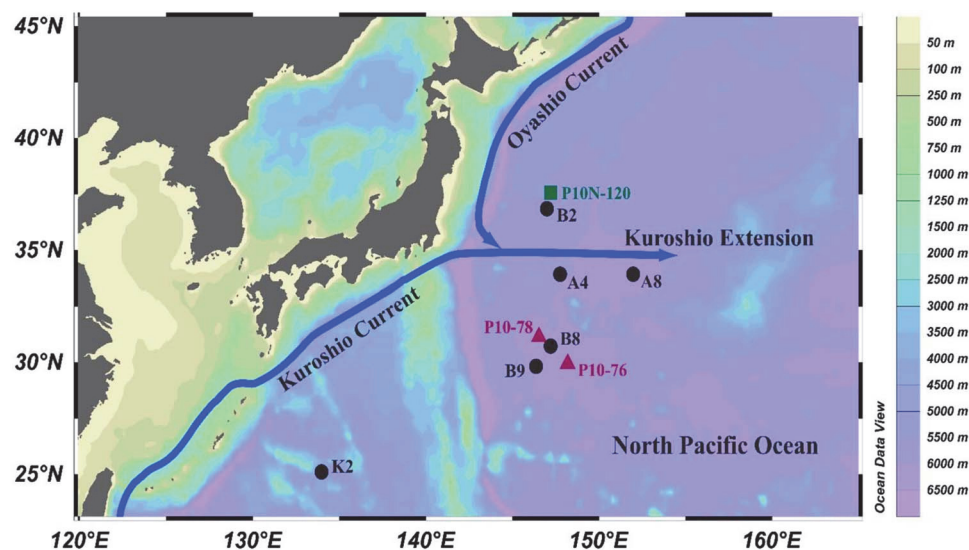 45°N
40°N
35°N
30°N
25°N
120°E
130°E
140°E
150°E
160°E
Oyashio Current
P10N-120
B2
Kuroshio Extension
A4
A8
Kuroshio Current
P10-78
B8
B9
P10-76
North Pacific Ocean
K2
Ocean Data View
50 m
100 m
250 m
500 m
750 m
1000 m
1500 m
2000 m
2500 m
3000 m
3500 m
4000 m
4500 m
5000 m
5500 m
6000 m
6500 m